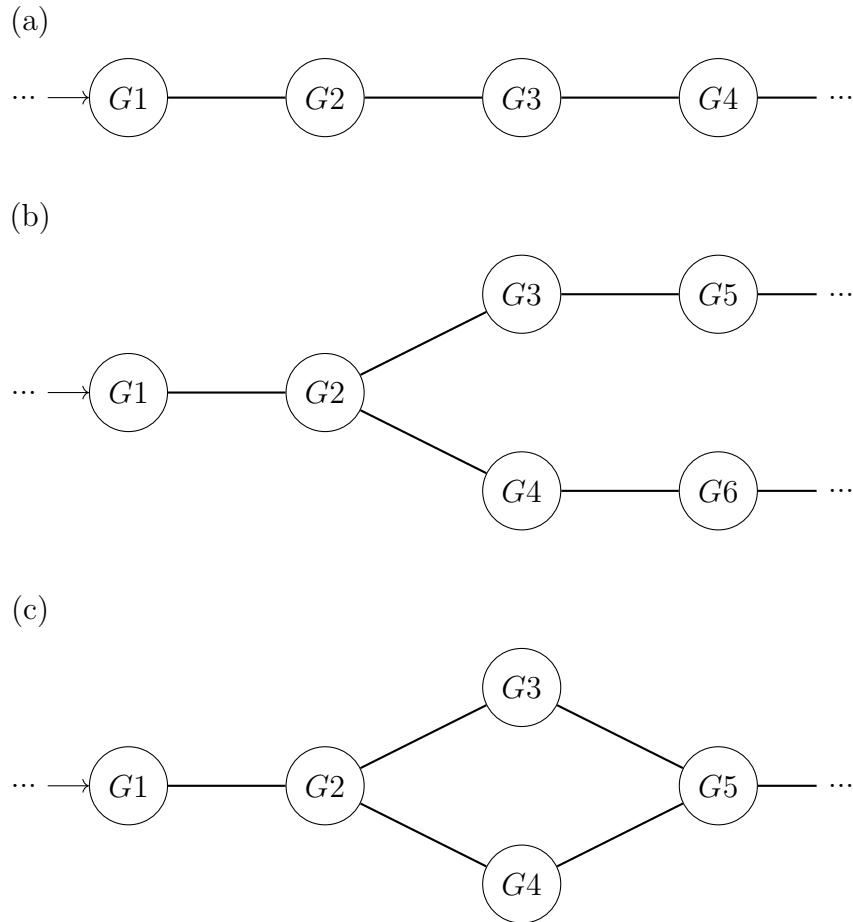 (a)
... G1 G2 G3 G4 ...
(b)
G3 G5 ...
... G1 G2
G4 G6 ...
(c)
G3
... G1 G2 G5 ...
G4